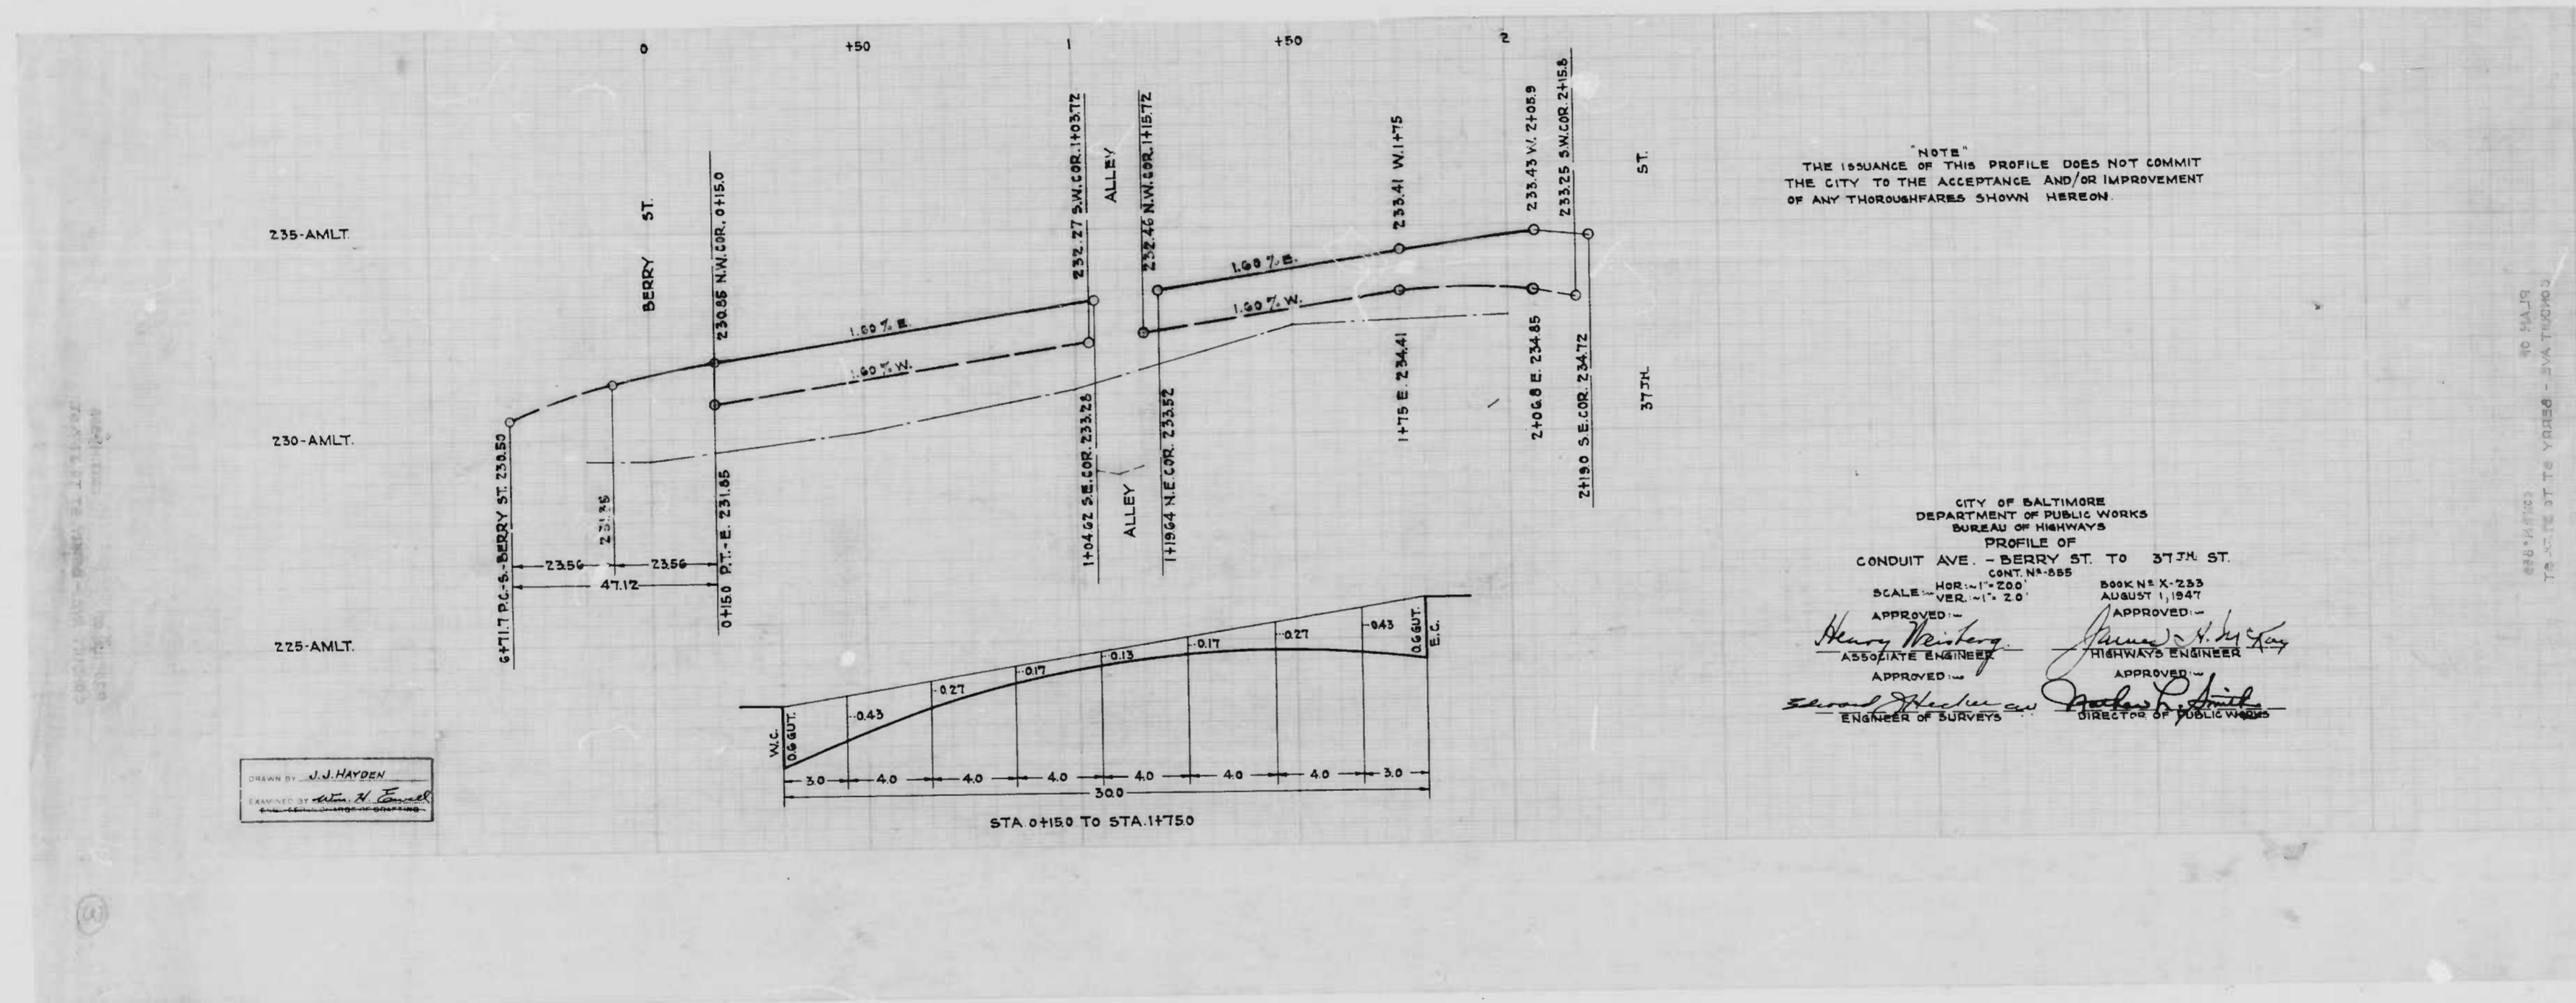 0
+50
1
+50
2
235-AMLT.
230-AMLT.
225-AMLT.
BERRY ST.
230.85 N.W.COR. 0+15.0
232.27 S.W.COR. 1+03.72
ALLEY
232.46 N.W.COR. 1+15.72
233.41 W. 1+75
233.43 W. 2+05.9
233.25 S.W.COR. 2+15.8
37TH. ST.
1.60 % E.
1.60 % W.
1.60 % E.
1.60 % W.
6+71.7 P.C.-S.-BERRY ST. 230.50
231.35
0+15.0 P.T.-E. 231.85
1+04.62 S.E.COR. 233.28
ALLEY
1+19.64 N.E.COR. 233.52
1+75 E. 234.41
2+06.8 E. 234.85
2+19.0 S.E.COR. 234.72
23.56
23.56
47.12
W.C.
0.6 GUT.
0.43
0.27
0.17
0.13
0.17
0.27
0.43
0.6 GUT.
E.C.
3.0 4.0 4.0 4.0 4.0 4.0 4.0 3.0
30.0
STA. 0+15.0 TO STA. 1+75.0
"NOTE"
THE ISSUANCE OF THIS PROFILE DOES NOT COMMIT
THE CITY TO THE ACCEPTANCE AND/OR IMPROVEMENT
OF ANY THOROUGHFARES SHOWN HEREON.
CITY OF BALTIMORE
DEPARTMENT OF PUBLIC WORKS
BUREAU OF HIGHWAYS
PROFILE OF
CONDUIT AVE. - BERRY ST. TO 37TH. ST.
CONT. Nº-885
SCALE:~ HOR:~1"=20.0'
VER.:~1"= 2.0'
BOOK Nº X-233
AUGUST 1, 1947
APPROVED:~
Henry Weisberg
ASSOCIATE ENGINEER
APPROVED:~
James H. McKay
HIGHWAYS ENGINEER
APPROVED:~
ENGINEER OF SURVEYS
APPROVED:~
Nathan L. Smith
DIRECTOR OF PUBLIC WORKS
DRAWN BY J.J. HAYDEN
EXAMINED BY Wm. H.
3